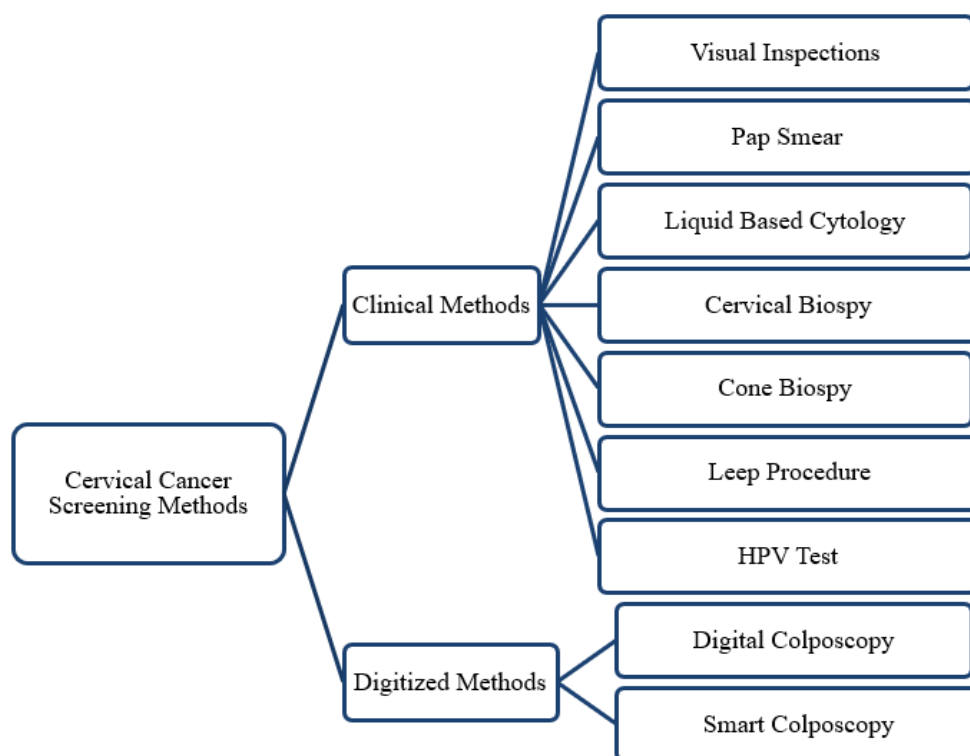 Visual Inspections
Pap Smear
Liquid Based Cytology
Clinical Methods
Cervical Biospy
Cone Biospy
Cervical Cancer
Screening Methods
Leep Procedure
HPV Test
Digital Colposcopy
Digitized Methods
Smart Colposcopy